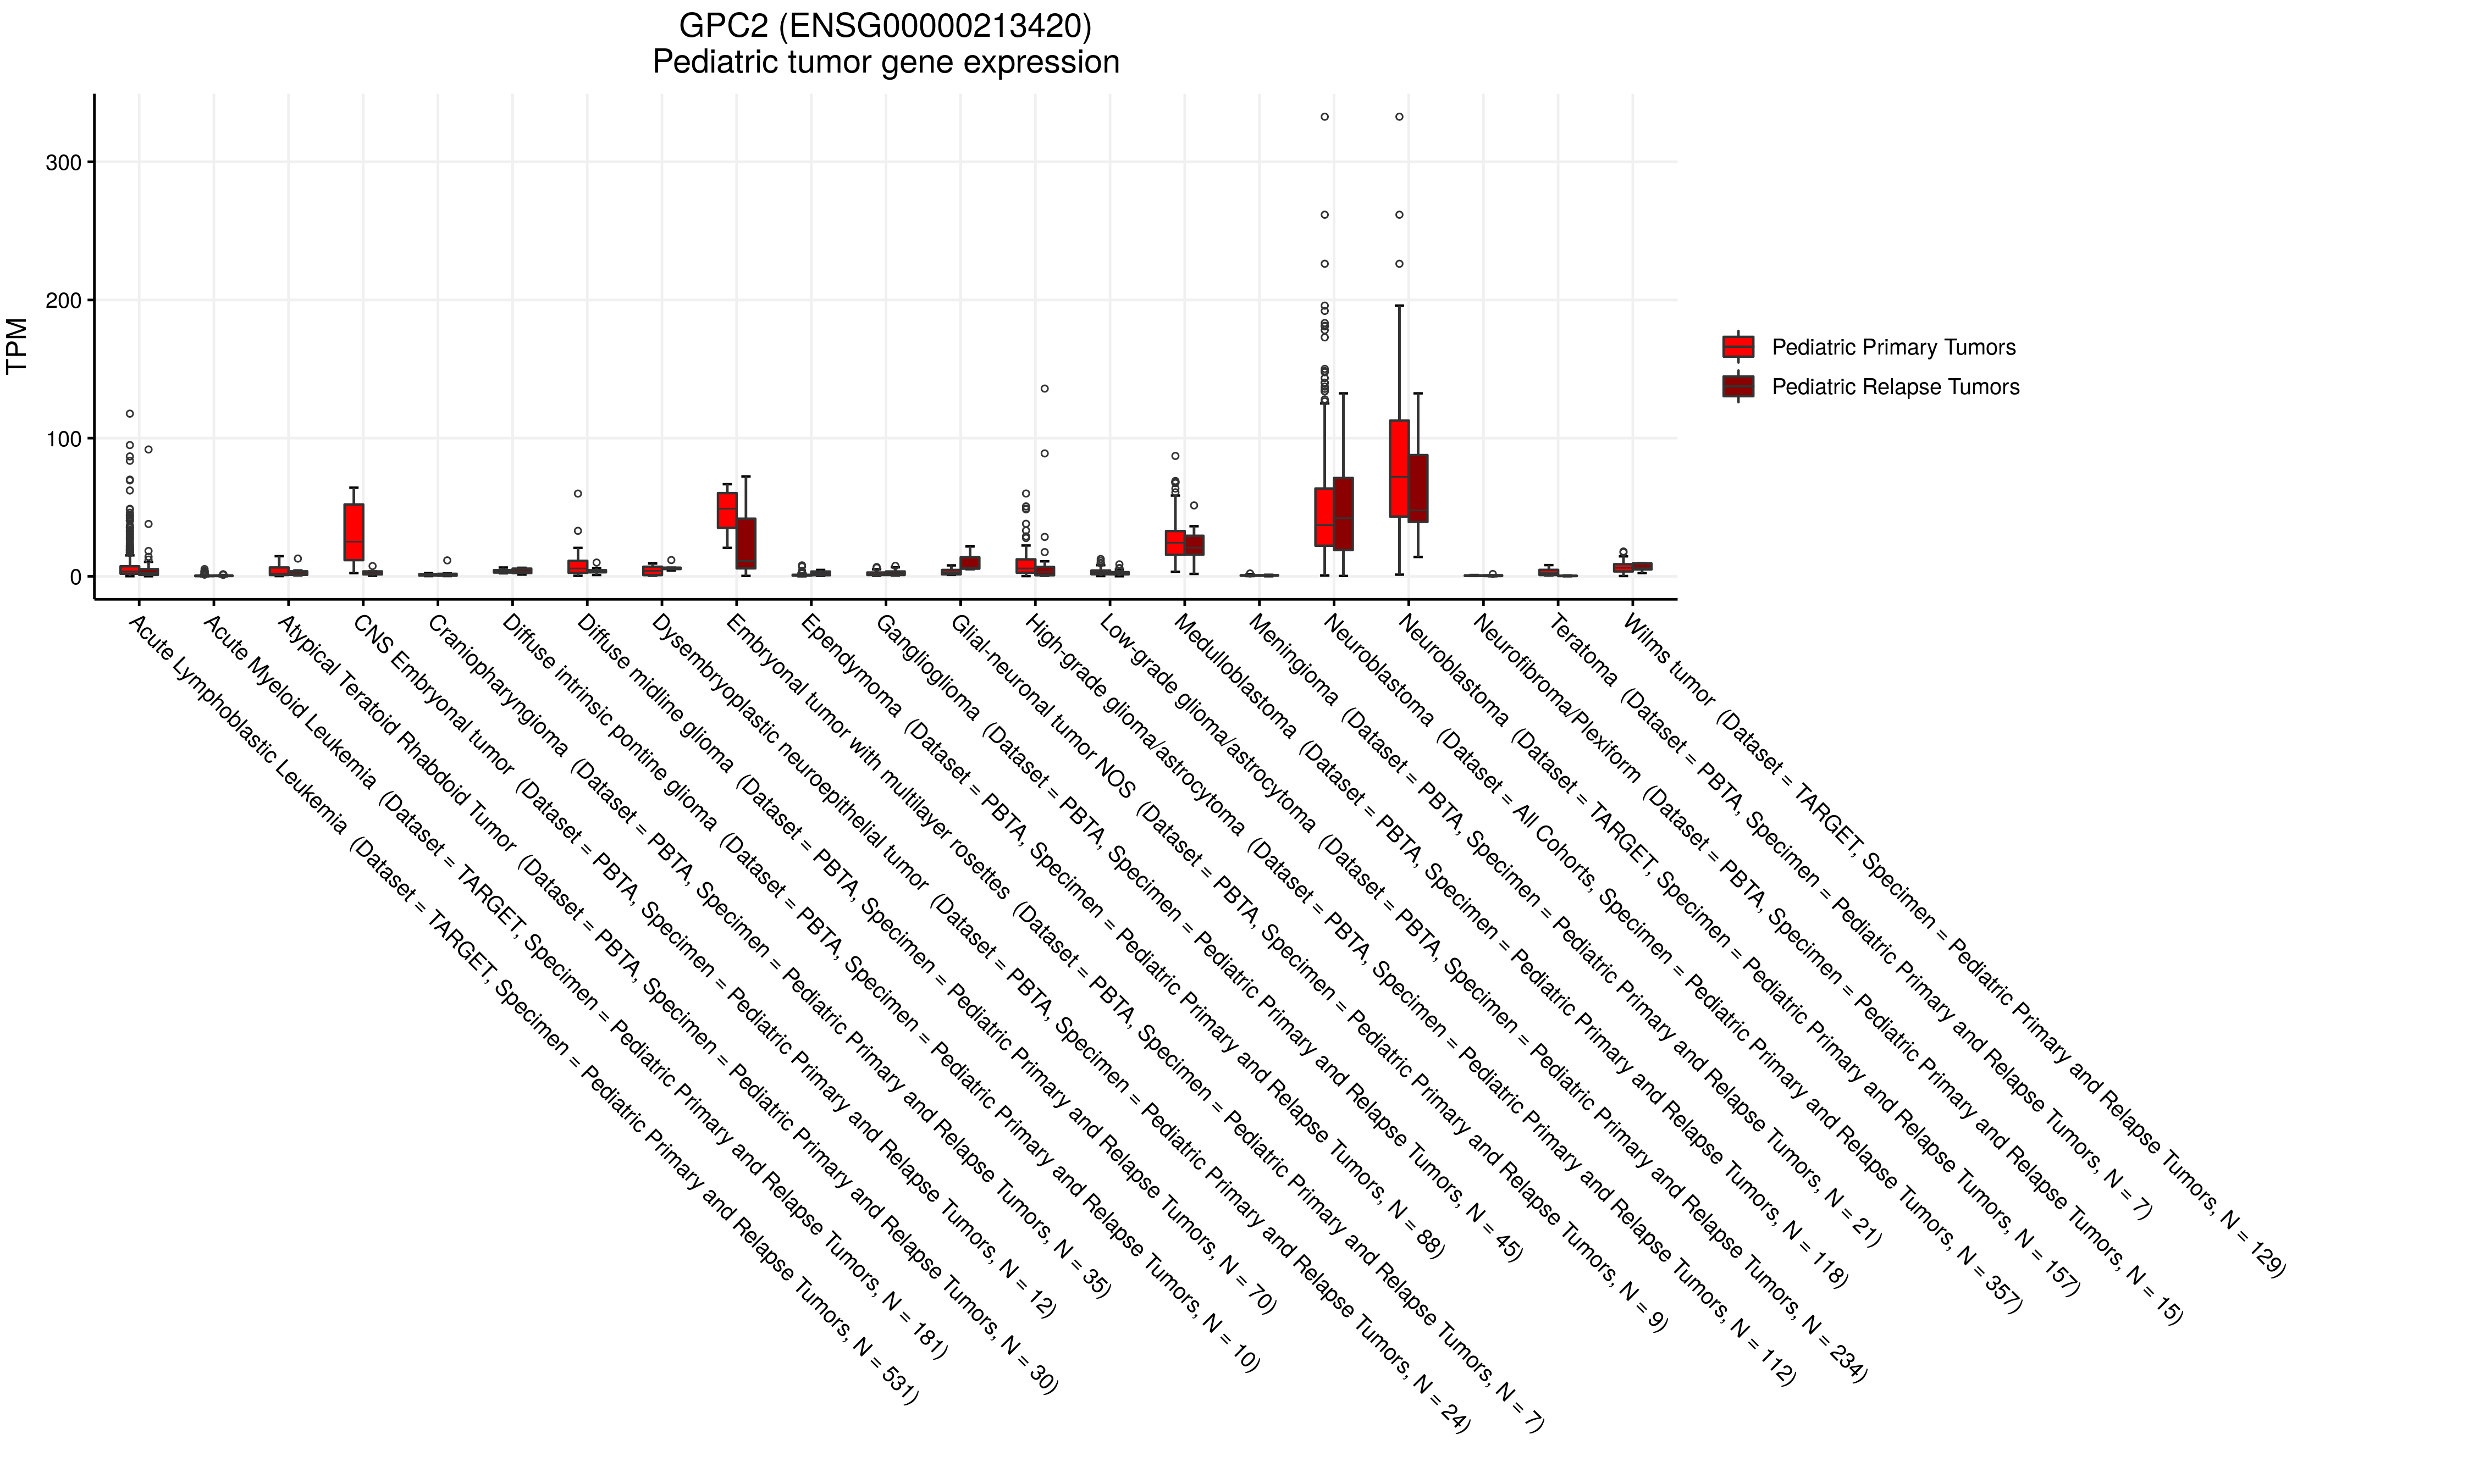 GPC2 (ENSG00000213420)
Pediatric tumor gene expression
TPM
300
200
100
0
Pediatric Primary Tumors
Pediatric Relapse Tumors
Acute Lymphoblastic Leukemia (Dataset = TARGET, Specimen = Pediatric Primary and Relapse Tumors, N = 531)
Acute Myeloid Leukemia (Dataset = TARGET, Specimen = Pediatric Primary and Relapse Tumors, N = 181)
Atypical Teratoid Rhabdoid Tumor (Dataset = PBTA, Specimen = Pediatric Primary and Relapse Tumors, N = 30)
CNS Embryonal tumor (Dataset = PBTA, Specimen = Pediatric Primary and Relapse Tumors, N = 12)
Craniopharyngioma (Dataset = PBTA, Specimen = Pediatric Primary and Relapse Tumors, N = 35)
Diffuse intrinsic pontine glioma (Dataset = PBTA, Specimen = Pediatric Primary and Relapse Tumors, N = 10)
Diffuse midline glioma (Dataset = PBTA, Specimen = Pediatric Primary and Relapse Tumors, N = 70)
Dysembryoplastic neuroepithelial tumor (Dataset = PBTA, Specimen = Pediatric Primary and Relapse Tumors, N = 24)
Embryonal tumor with multilayer rosettes (Dataset = PBTA, Specimen = Pediatric Primary and Relapse Tumors, N = 7)
Ependymoma (Dataset = PBTA, Specimen = Pediatric Primary and Relapse Tumors, N = 88)
Ganglioglioma (Dataset = PBTA, Specimen = Pediatric Primary and Relapse Tumors, N = 45)
Glial-neuronal tumor NOS (Dataset = PBTA, Specimen = Pediatric Primary and Relapse Tumors, N = 9)
High-grade glioma/astrocytoma (Dataset = PBTA, Specimen = Pediatric Primary and Relapse Tumors, N = 112)
Low-grade glioma/astrocytoma (Dataset = PBTA, Specimen = Pediatric Primary and Relapse Tumors, N = 234)
Medulloblastoma (Dataset = PBTA, Specimen = Pediatric Primary and Relapse Tumors, N = 118)
Meningioma (Dataset = PBTA, Specimen = Pediatric Primary and Relapse Tumors, N = 21)
Neuroblastoma (Dataset = All Cohorts, Specimen = Pediatric Primary and Relapse Tumors, N = 357)
Neuroblastoma (Dataset = TARGET, Specimen = Pediatric Primary and Relapse Tumors, N = 157)
Neurofibroma/Plexiform (Dataset = PBTA, Specimen = Pediatric Primary and Relapse Tumors, N = 15)
Teratoma (Dataset = PBTA, Specimen = Pediatric Primary and Relapse Tumors, N = 7)
Wilms tumor (Dataset = TARGET, Specimen = Pediatric Primary and Relapse Tumors, N = 129)